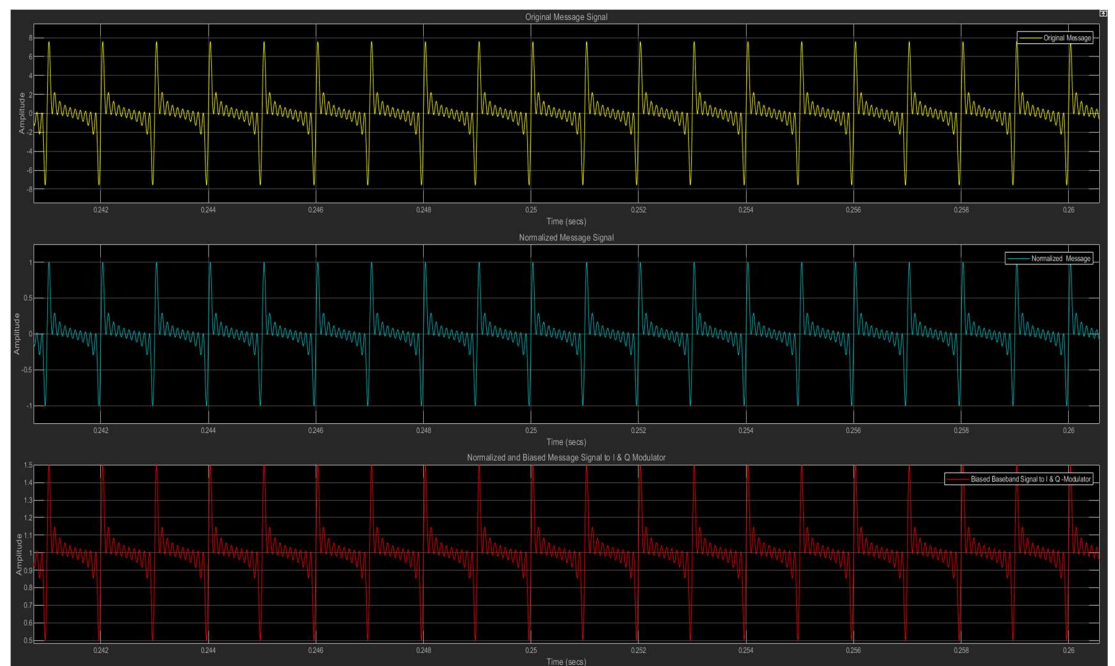 Original Message Signal
Original Message
Amplitude
8
6
4
2
0
-2
-4
-6
-8
0.242 0.244 0.246 0.248 0.25 0.252 0.254 0.256 0.258 0.26
Time (secs)
Normalized Message Signal
Normalized Message
Amplitude
1
0.5
0
-0.5
-1
0.242 0.244 0.246 0.248 0.25 0.252 0.254 0.256 0.258 0.26
Time (secs)
Normalized and Biased Message Signal to I & Q Modulator
Biased Baseband Signal to I & Q -Modulator
Amplitude
1.5
1.4
1.3
1.2
1.1
1
0.9
0.8
0.7
0.6
0.5
0.242 0.244 0.246 0.248 0.25 0.252 0.254 0.256 0.258 0.26
Time (secs)